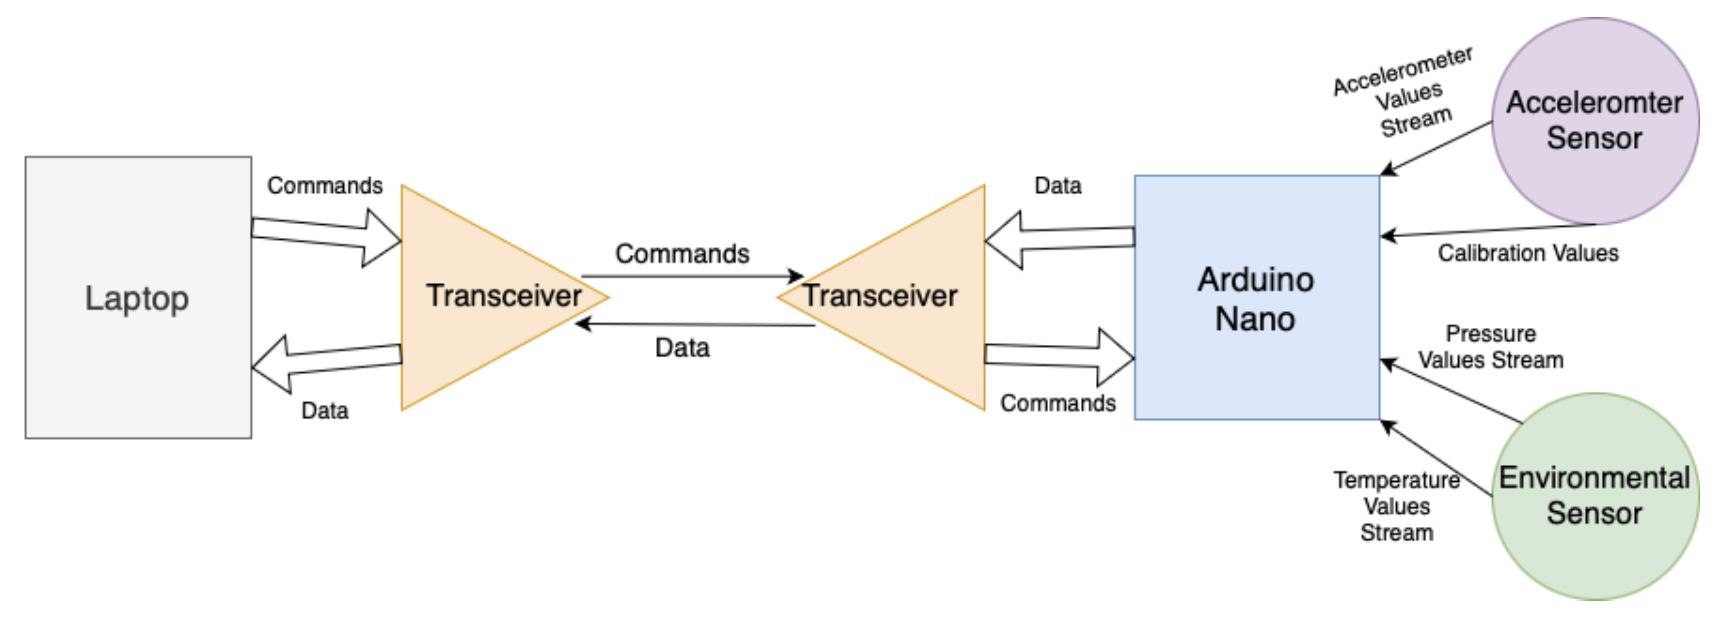 Laptop
Commands
Data
Transceiver
Commands
Data
Transceiver
Data
Commands
Arduino
Nano
Accelerometer
Values
Stream
Acceleromter
Sensor
Calibration Values
Pressure
Values Stream
Temperature
Values
Stream
Environmental
Sensor